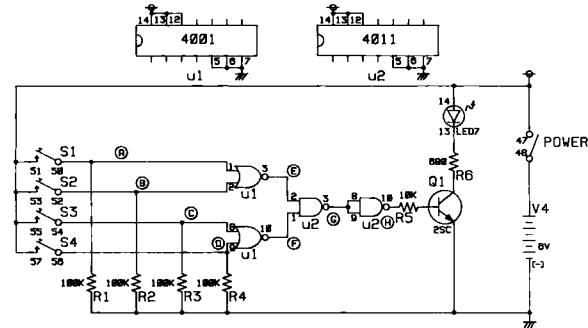 14 13 12
4001
5 6 7
u1
14 13 12
4011
5 6 7
u2
14
13 LED7
680
R6
47
48
POWER
S1
51 50
A
S2
53 52
B
S3
55 54
C
S4
57 56
D
1
2
3
u1
E
8
9
10
u1
F
2
1
3
u2
G
8
9
10
u2
H
10K
R5
Q1
2SC
V4
6V
(-)
100K R1
100K R2
100K R3
100K R4